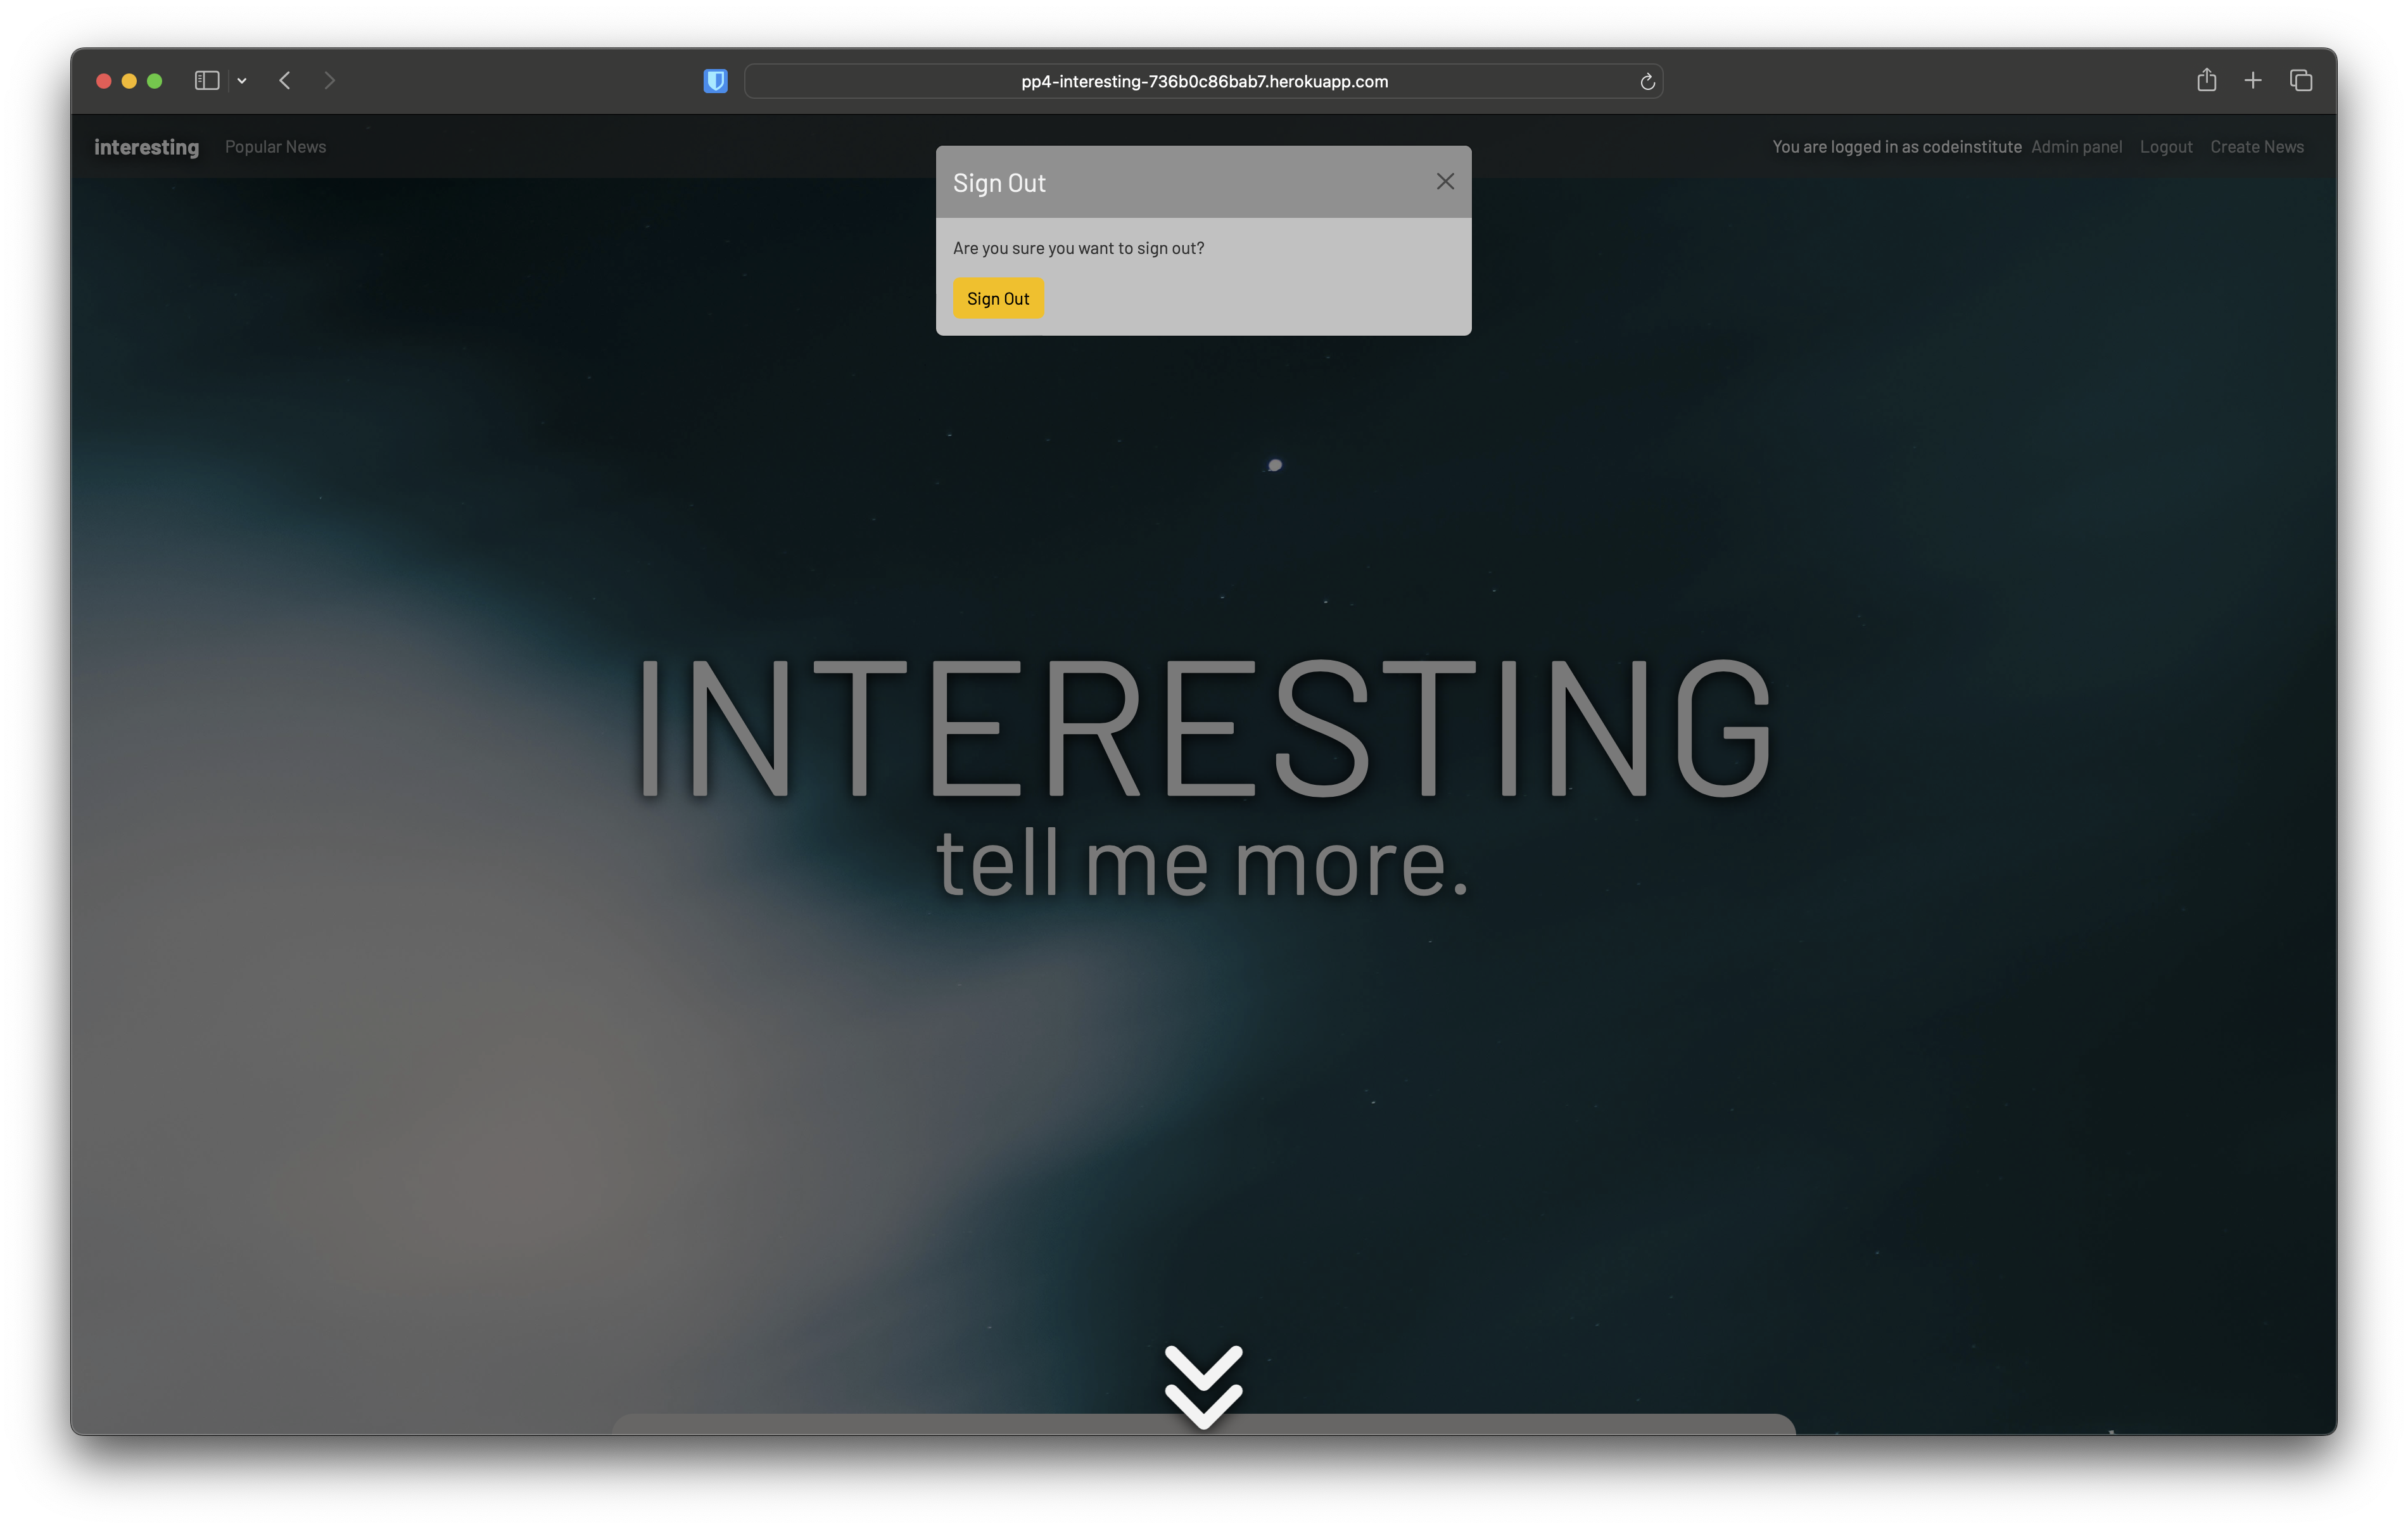 pp4-interesting-736b0c86bab7.herokuapp.com
interesting Popular News You are logged in as codeinstitute Admin panel Logout Create News
Sign Out
Are you sure you want to sign out?
Sign Out
INTERESTING
tell me more.